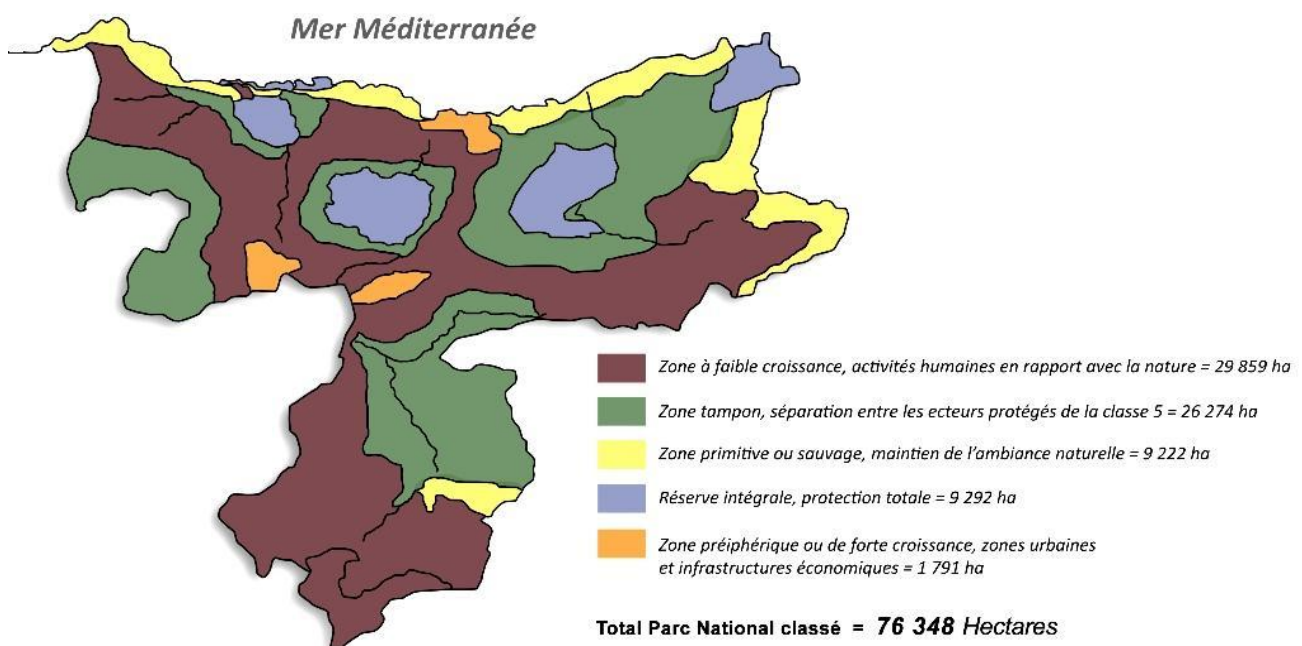 Mer Méditerranée
Zone à faible croissance, activités humaines en rapport avec la nature = 29 859 ha
Zone tampon, séparation entre les ecteurs protégés de la classe 5 = 26 274 ha
Zone primitive ou sauvage, maintien de l'ambiance naturelle = 9 222 ha
Réserve intégrale, protection totale = 9 292 ha
Zone préiphérique ou de forte croissance, zones urbaines
et infrastructures économiques = 1 791 ha
Total Parc National classé = 76 348 Hectares